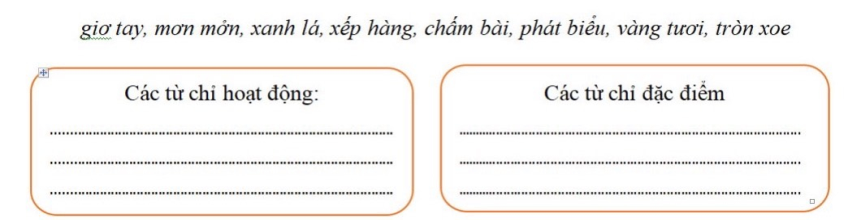 giơ tay, mơn mởn, xanh lá, xếp hàng, chấm bài, phát biểu, vàng tươi, tròn xoe
Các từ chỉ hoạt động:
Các từ chỉ đặc điểm